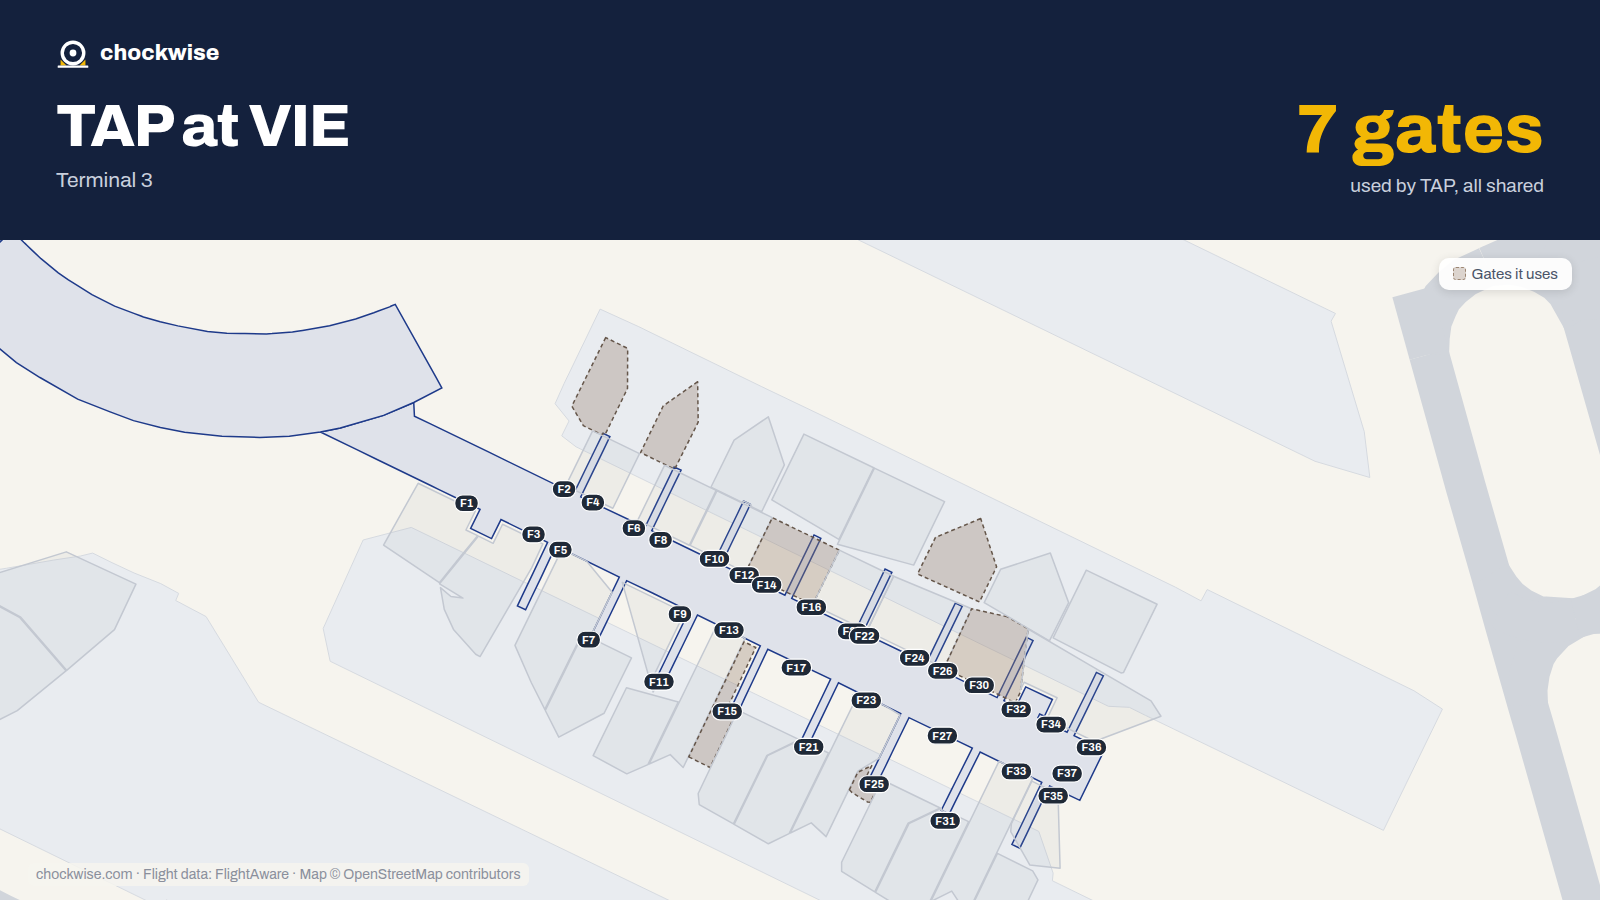 chockwise
TAP at VIE
Terminal 3
7 gates
used by TAP, all shared
Gates it uses
F1
F2
F4
F3
F5
F6
F8
F10
F12
F14
F16
F7
F9
F11
F13
F15
F17
F21
F22
F23
F24
F26
F30
F32
F34
F36
F25
F27
F31
F33
F37
F35
chockwise.com · Flight data: FlightAware · Map © OpenStreetMap contributors